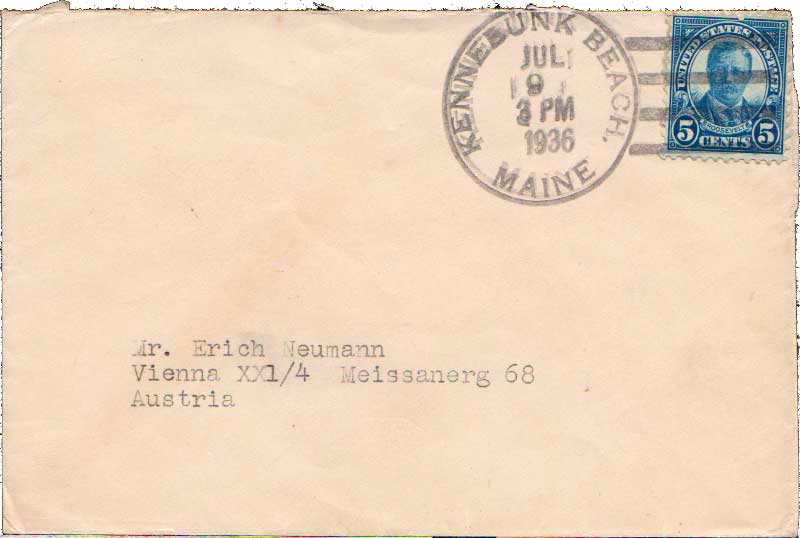 KENNEBUNK BEACH,
JUL
9
3 PM
1936
MAINE
UNITED STATES POSTAGE
ROOSEVELT
5 CENTS 5
Mr. Erich Neumann
Vienna XX1/4 Meissanerg 68
Austria